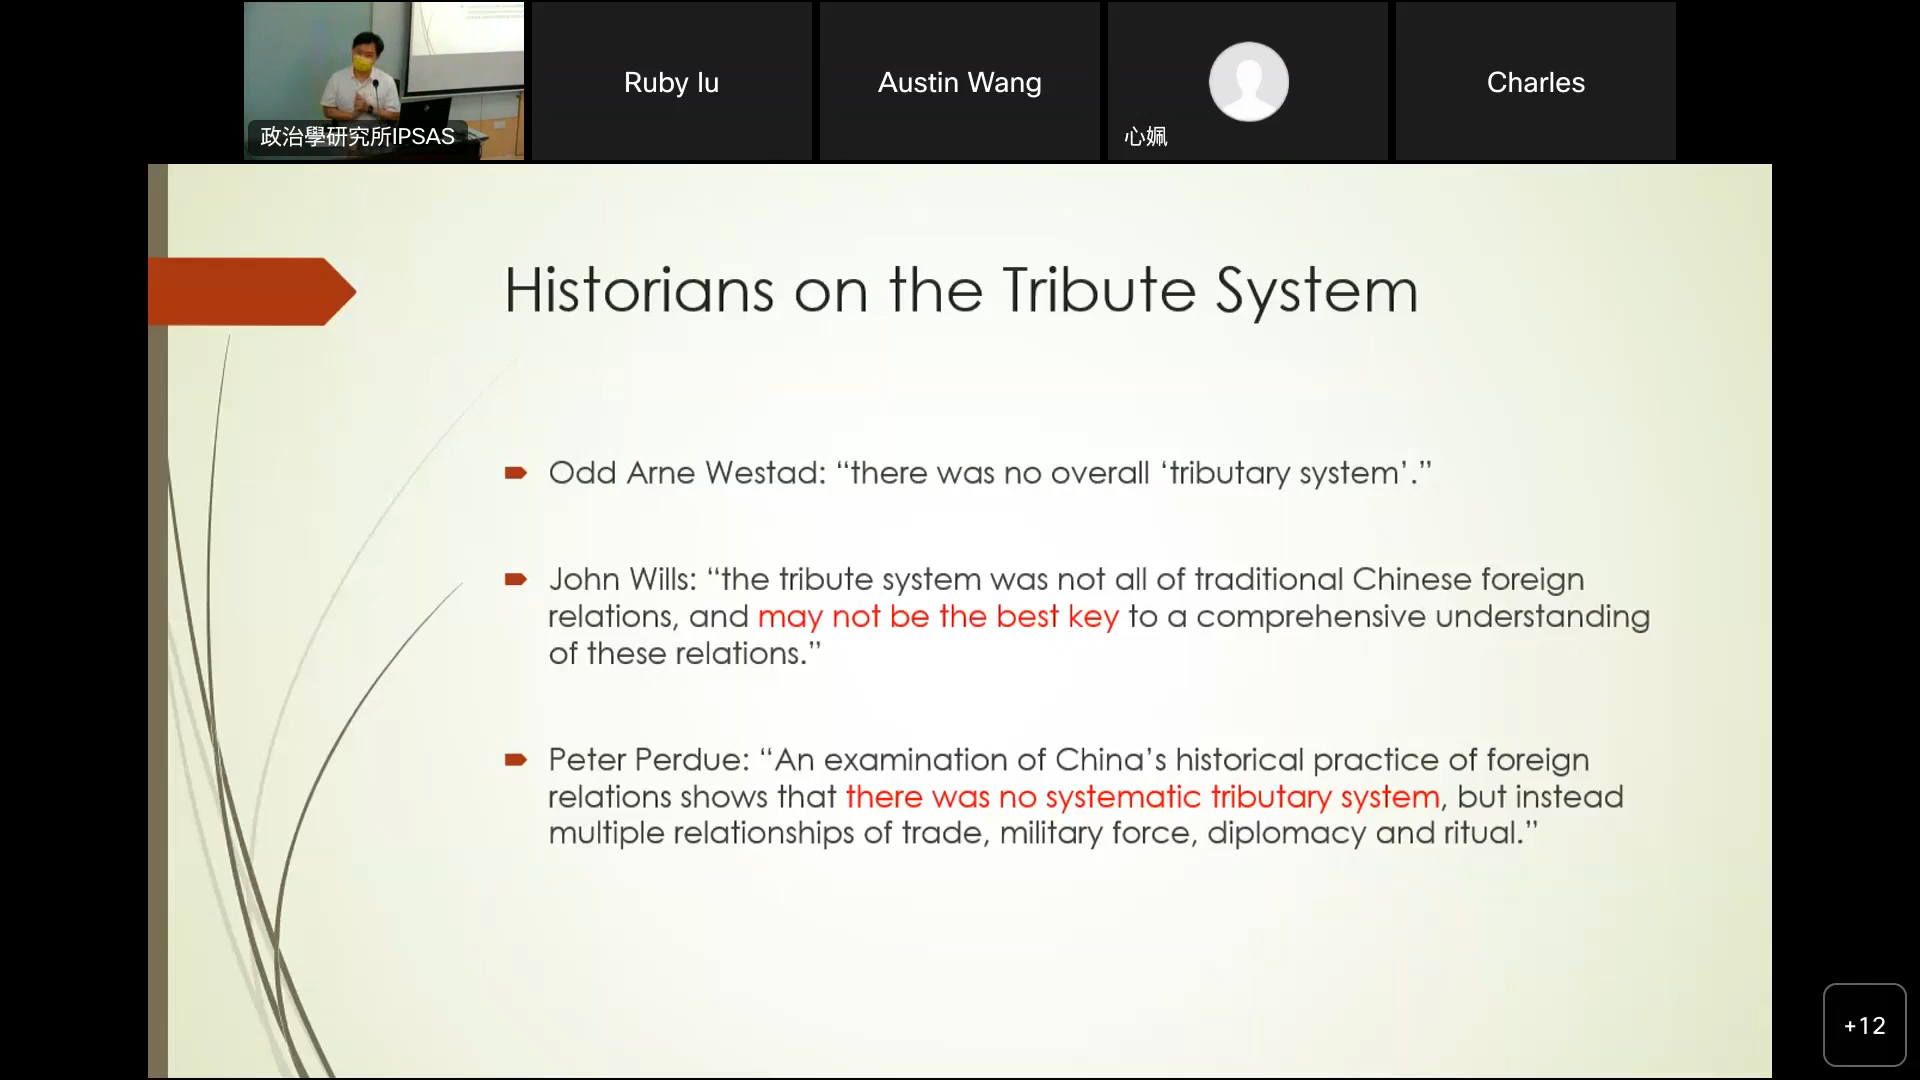 政治學研究所IPSAS
Ruby lu
Austin Wang
心姵
Charles
Historians on the Tribute System
Odd Arne Westad: “there was no overall ‘tributary system’.”
John Wills: “the tribute system was not all of traditional Chinese foreign
relations, and may not be the best key to a comprehensive understanding
of these relations.”
Peter Perdue: “An examination of China’s historical practice of foreign
relations shows that there was no systematic tributary system, but instead
multiple relationships of trade, military force, diplomacy and ritual.”
+12